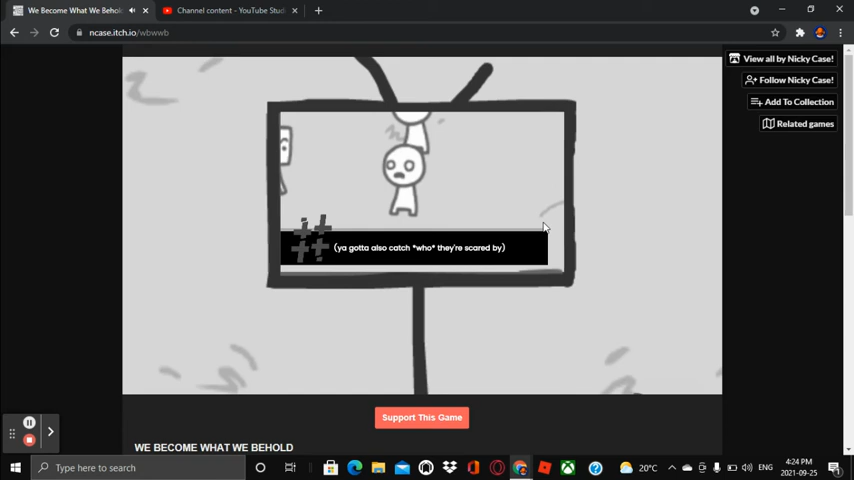 We Become What We Behold
Channel content - YouTube Studi
ncase.itch.io/wbwwb
View all by Nicky Case!
Follow Nicky Case!
Add To Collection
Related games
(ya gotta also catch *who* they're scared by)
Support This Game
WE BECOME WHAT WE BEHOLD
Type here to search
20°C
ENG
4:24 PM
2021-09-25